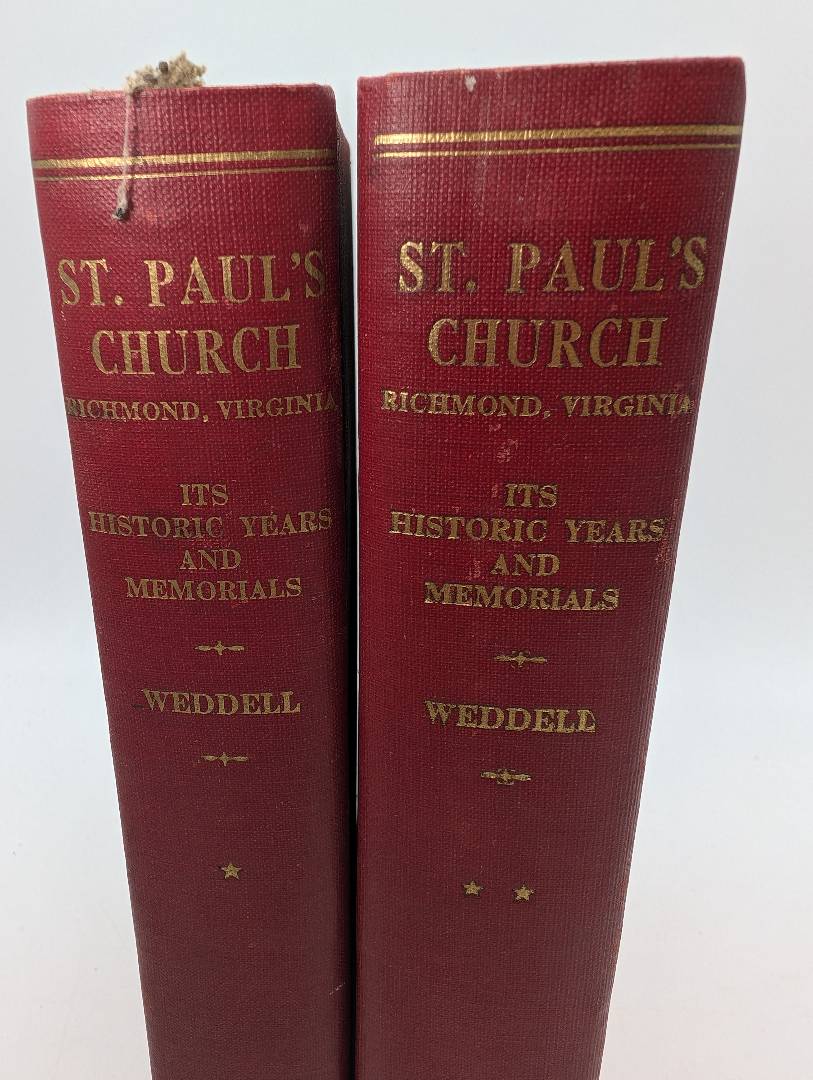 ST. PAUL'S
CHURCH
RICHMOND, VIRGINIA
ITS
HISTORIC YEARS
AND
MEMORIALS
WEDDELL
ST. PAUL'S
CHURCH
RICHMOND, VIRGINIA
ITS
HISTORIC YEARS
AND
MEMORIALS
WEDDELL